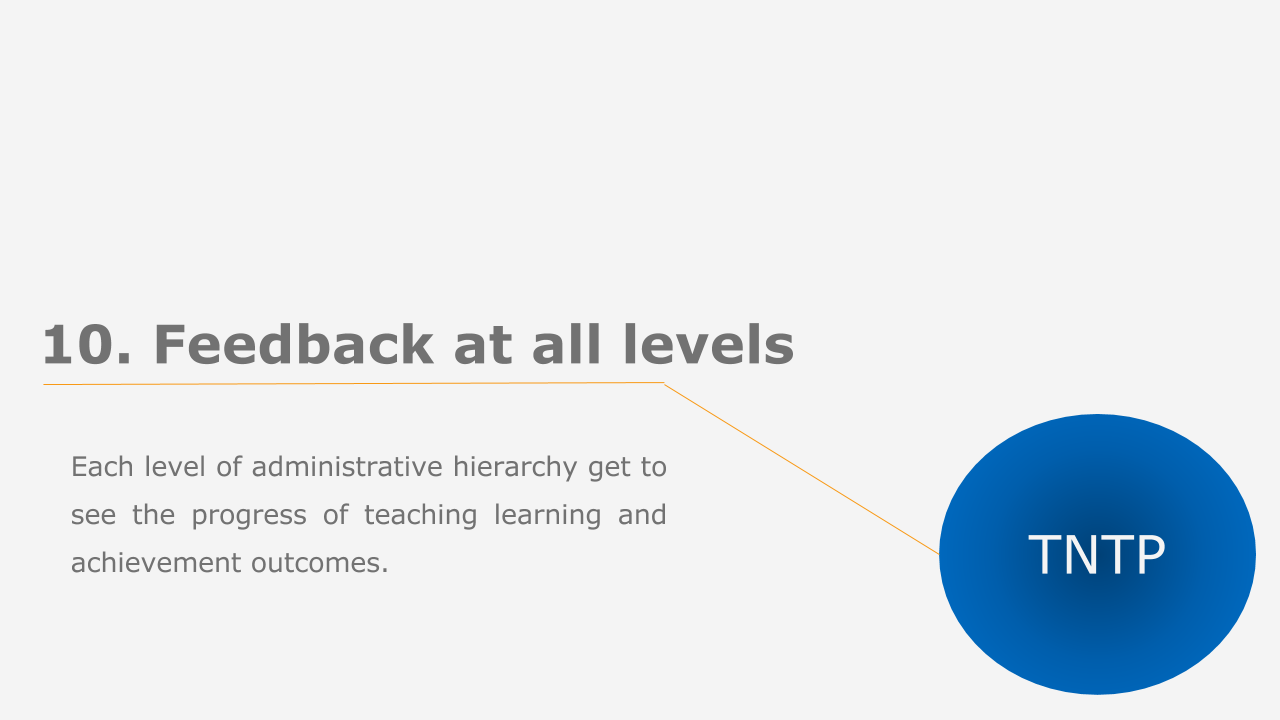 10. Feedback at all levels
Each level of administrative hierarchy get to
see the progress of teaching learning and
achievement outcomes.
TNTP